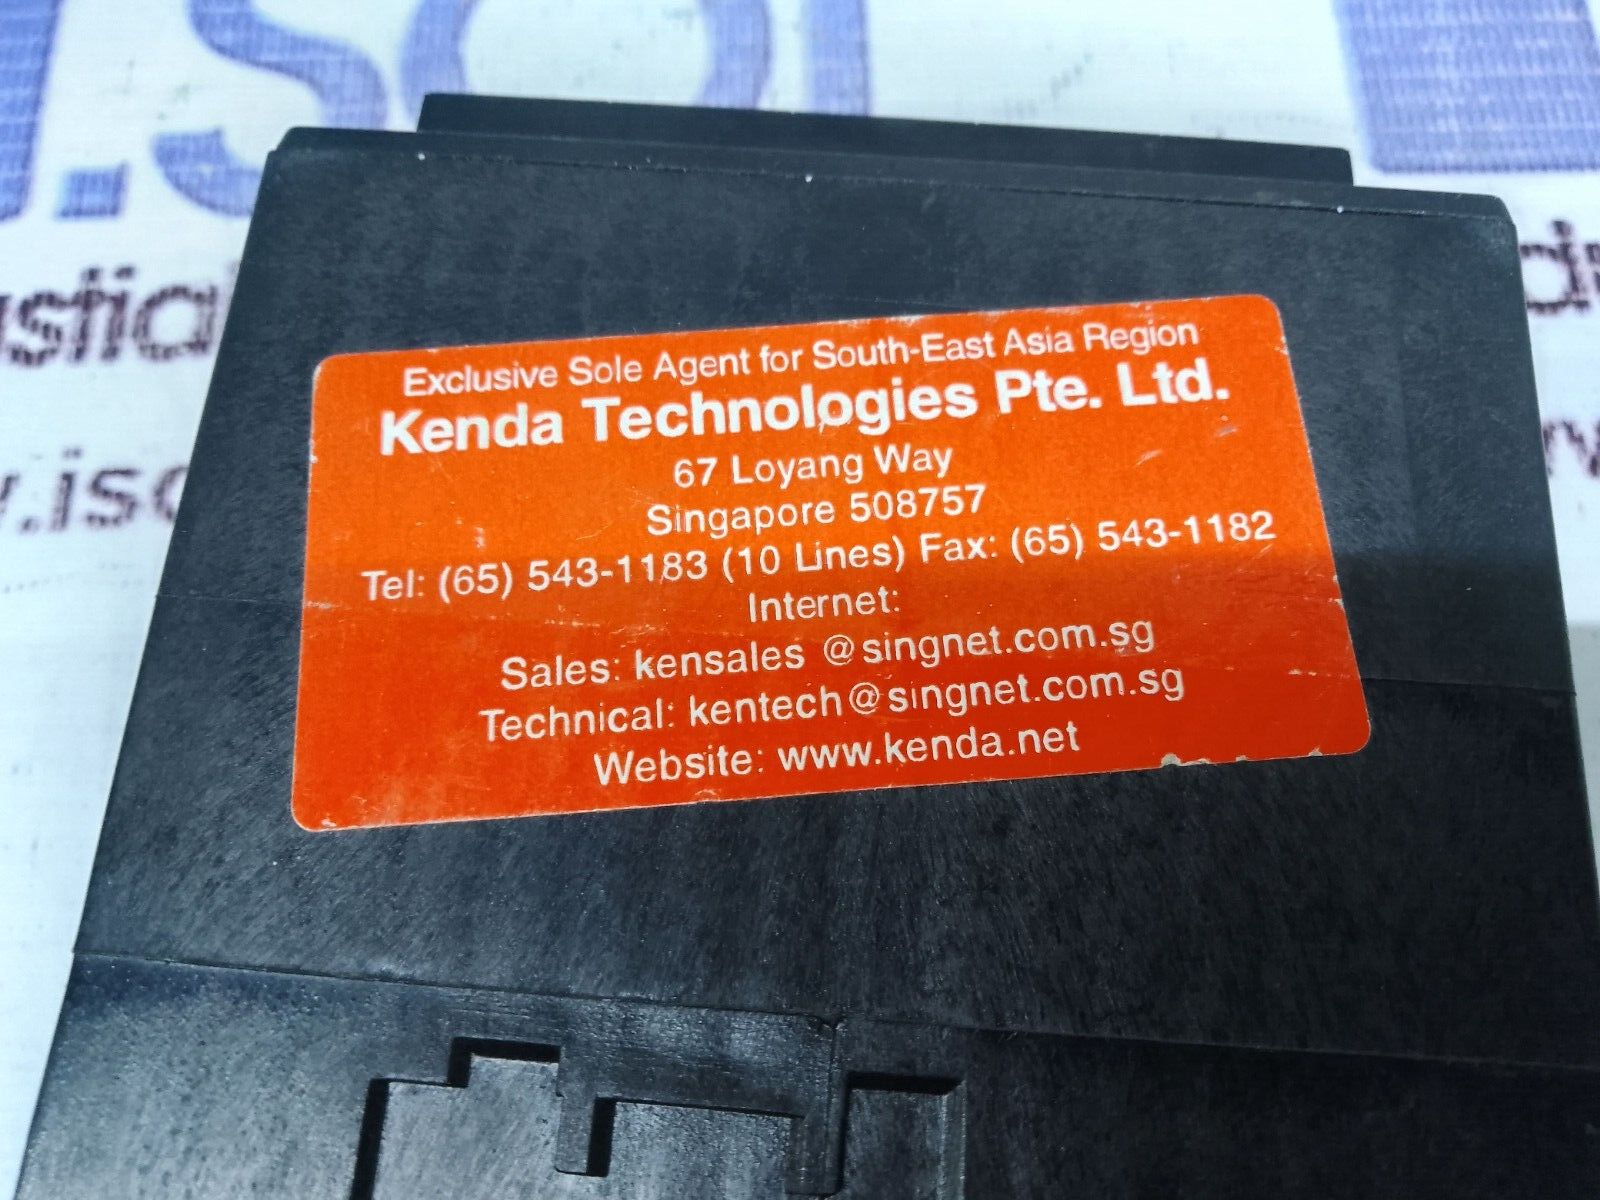 Exclusive Sole Agent for South-East Asia Region
Kenda Technologies Pte. Ltd.
67 Loyang Way
Singapore 508757
Tel: (65) 543-1183 (10 Lines) Fax: (65) 543-1182
Internet:
Sales: kensales @singnet.com.sg
Technical: kentech@singnet.com.sg
Website: www.kenda.net